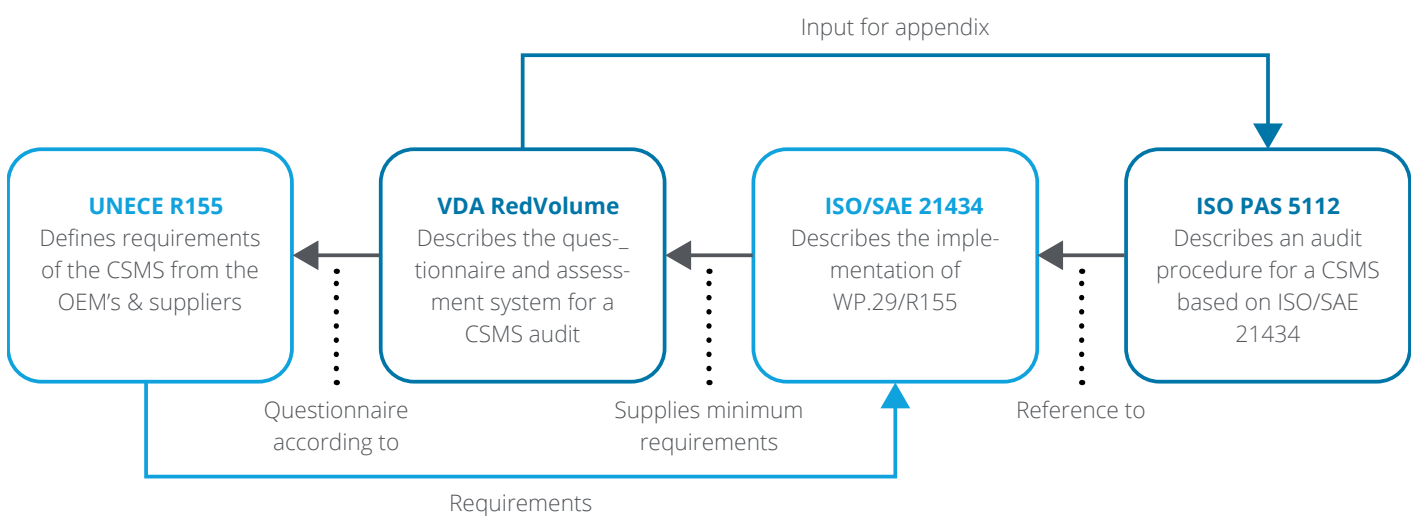 Input for appendix
UNECE R155
Defines requirements
of the CSMS from the
OEM’s & suppliers
VDA RedVolume
Describes the ques-_
tionnaire and assess-
ment system for a
CSMS audit
ISO/SAE 21434
Describes the imple-
mentation of
WP.29/R155
ISO PAS 5112
Describes an audit
procedure for a CSMS
based on ISO/SAE
21434
Questionnaire
according to
Supplies minimum
requirements
Reference to
Requirements